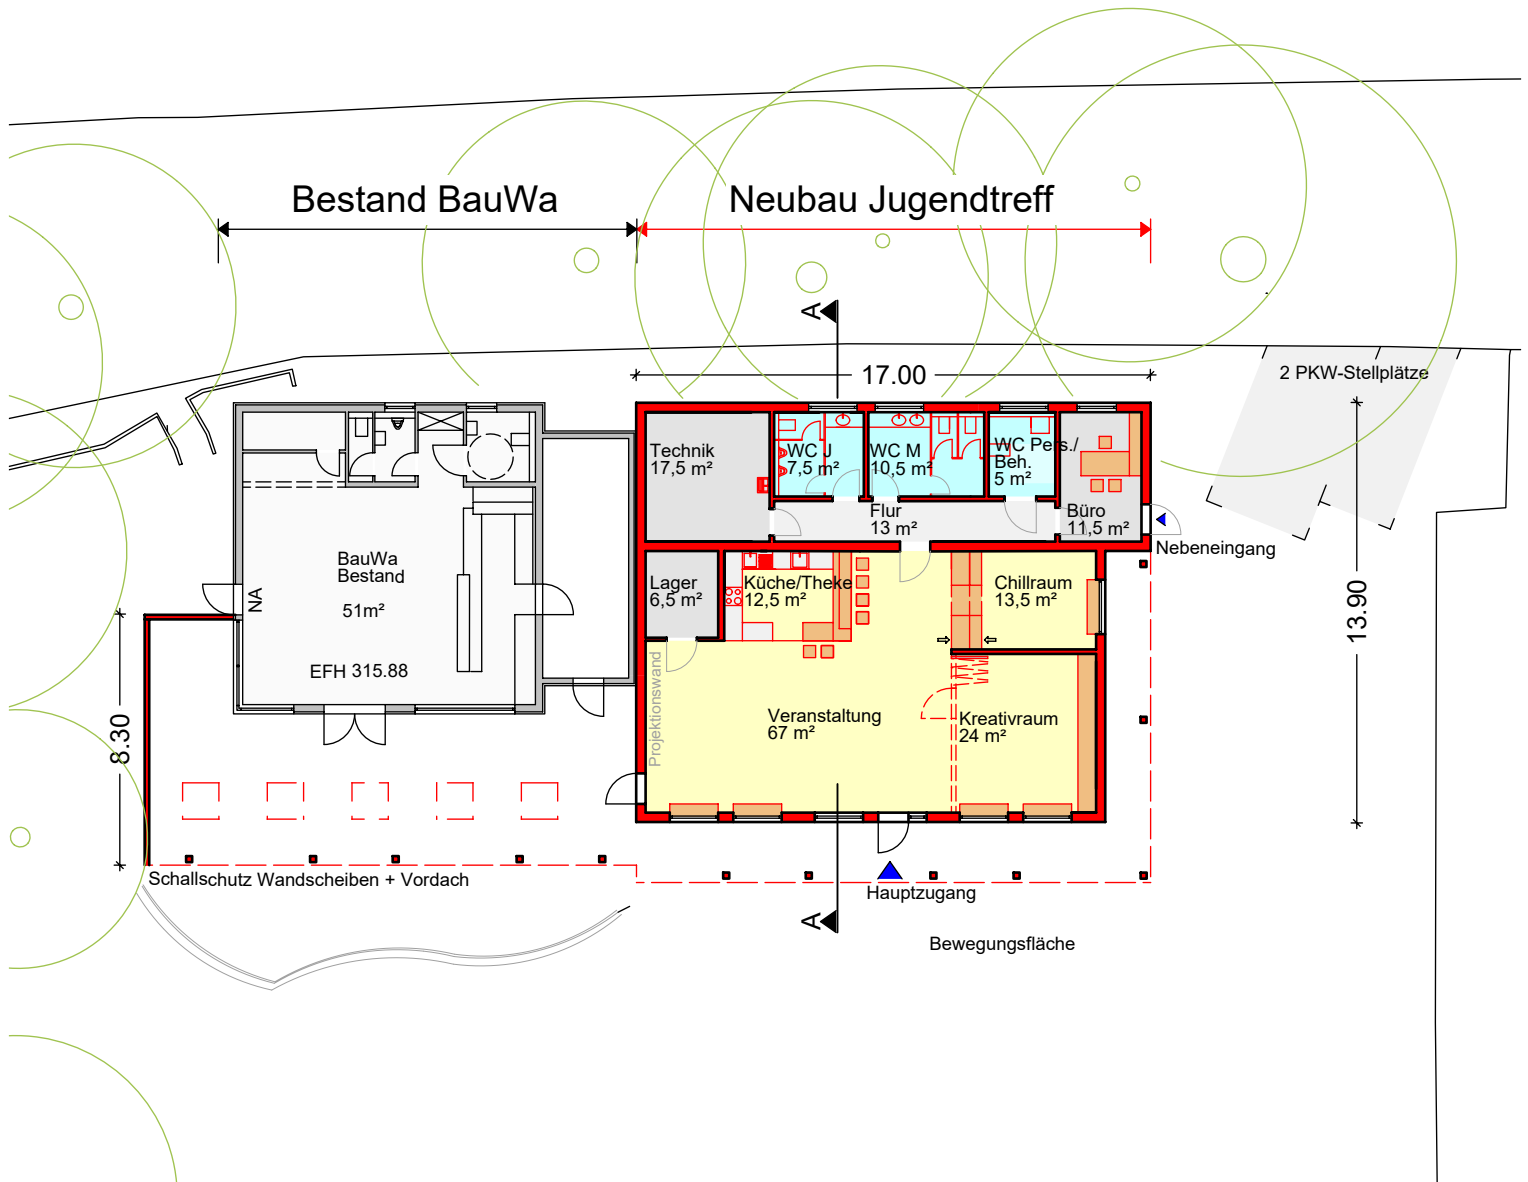 Bestand BauWa
Neubau Jugendtreff
A
17.00
2 PKW-Stellplätze
Technik
17,5 m²
WC J
7,5 m²
WC M
10,5 m²
WC Pers./
Beh.
5 m²
Flur
13 m²
Büro
11,5 m²
Nebeneingang
BauWa
Bestand
51m²
NA
EFH 315.88
Lager
6,5 m²
Küche/Theke
12,5 m²
Chillraum
13,5 m²
13.90
8.30
Projektionswand
Veranstaltung
67 m²
Kreativraum
24 m²
Schallschutz Wandscheiben + Vordach
Hauptzugang
A
Bewegungsfläche